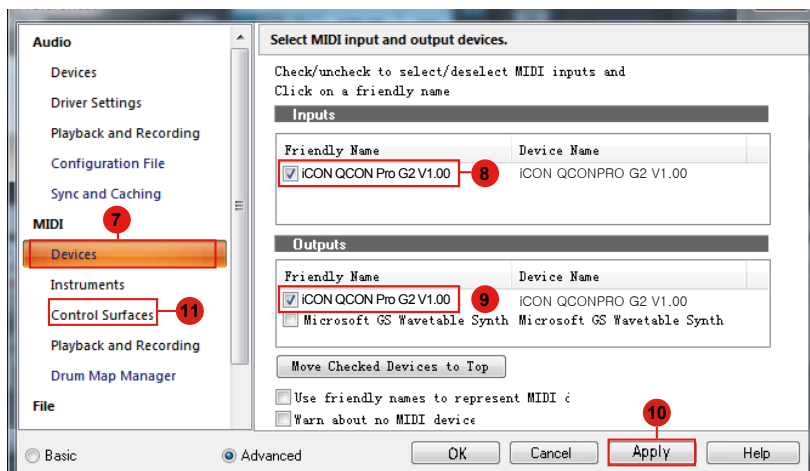 Audio
Devices
Driver Settings
Playback and Recording
Configuration File
Sync and Caching
MIDI
7
Devices
Instruments
Control Surfaces
11
Playback and Recording
Drum Map Manager
File
Basic
Advanced
Select MIDI input and output devices.
Check/uncheck to select/deselect MIDI inputs and
Click on a friendly name
Inputs
Friendly Name Device Name
iCON QCON Pro G2 V1.00 8 iCON QCONPRO G2 V1.00
Outputs
Friendly Name Device Name
iCON QCON Pro G2 V1.00 9 iCON QCONPRO G2 V1.00
Microsoft GS Wavetable Synth Microsoft GS Wavetable Synth
Move Checked Devices to Top
Use friendly names to represent MIDI
Warn about no MIDI device
10
OK Cancel Apply Help